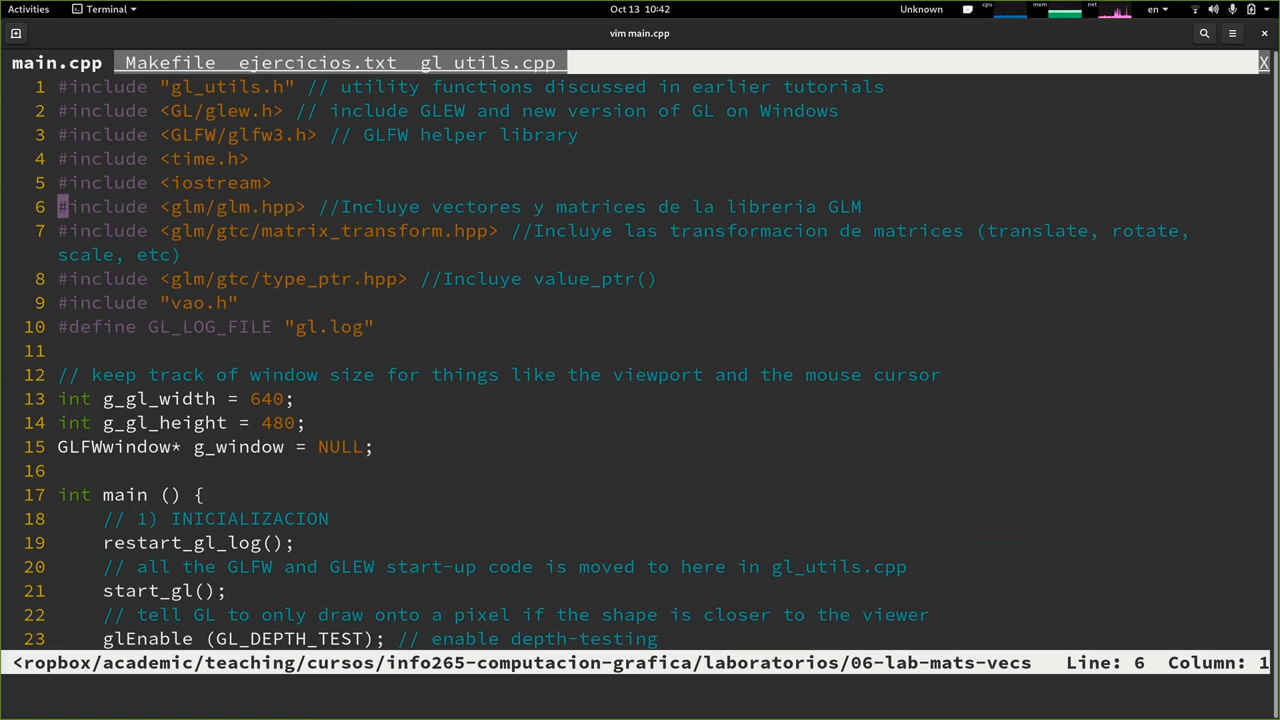 Activities Terminal Oct 13 10:42 Unknown cpu mem net en
vim main.cpp
main.cpp Makefile ejercicios.txt gl_utils.cpp X
1 #include "gl_utils.h" // utility functions discussed in earlier tutorials
2 #include <GL/glew.h> // include GLEW and new version of GL on Windows
3 #include <GLFW/glfw3.h> // GLFW helper library
4 #include <time.h>
5 #include <iostream>
6 #include <glm/glm.hpp> //Incluye vectores y matrices de la libreria GLM
7 #include <glm/gtc/matrix_transform.hpp> //Incluye las transformacion de matrices (translate, rotate,
scale, etc)
8 #include <glm/gtc/type_ptr.hpp> //Incluye value_ptr()
9 #include "vao.h"
10 #define GL_LOG_FILE "gl.log"
11
12 // keep track of window size for things like the viewport and the mouse cursor
13 int g_gl_width = 640;
14 int g_gl_height = 480;
15 GLFWwindow* g_window = NULL;
16
17 int main () {
18 // 1) INICIALIZACION
19 restart_gl_log();
20 // all the GLFW and GLEW start-up code is moved to here in gl_utils.cpp
21 start_gl();
22 // tell GL to only draw onto a pixel if the shape is closer to the viewer
23 glEnable (GL_DEPTH_TEST); // enable depth-testing
<ropbox/academic/teaching/cursos/info265-computacion-grafica/laboratorios/06-lab-mats-vecs Line: 6 Column: 1